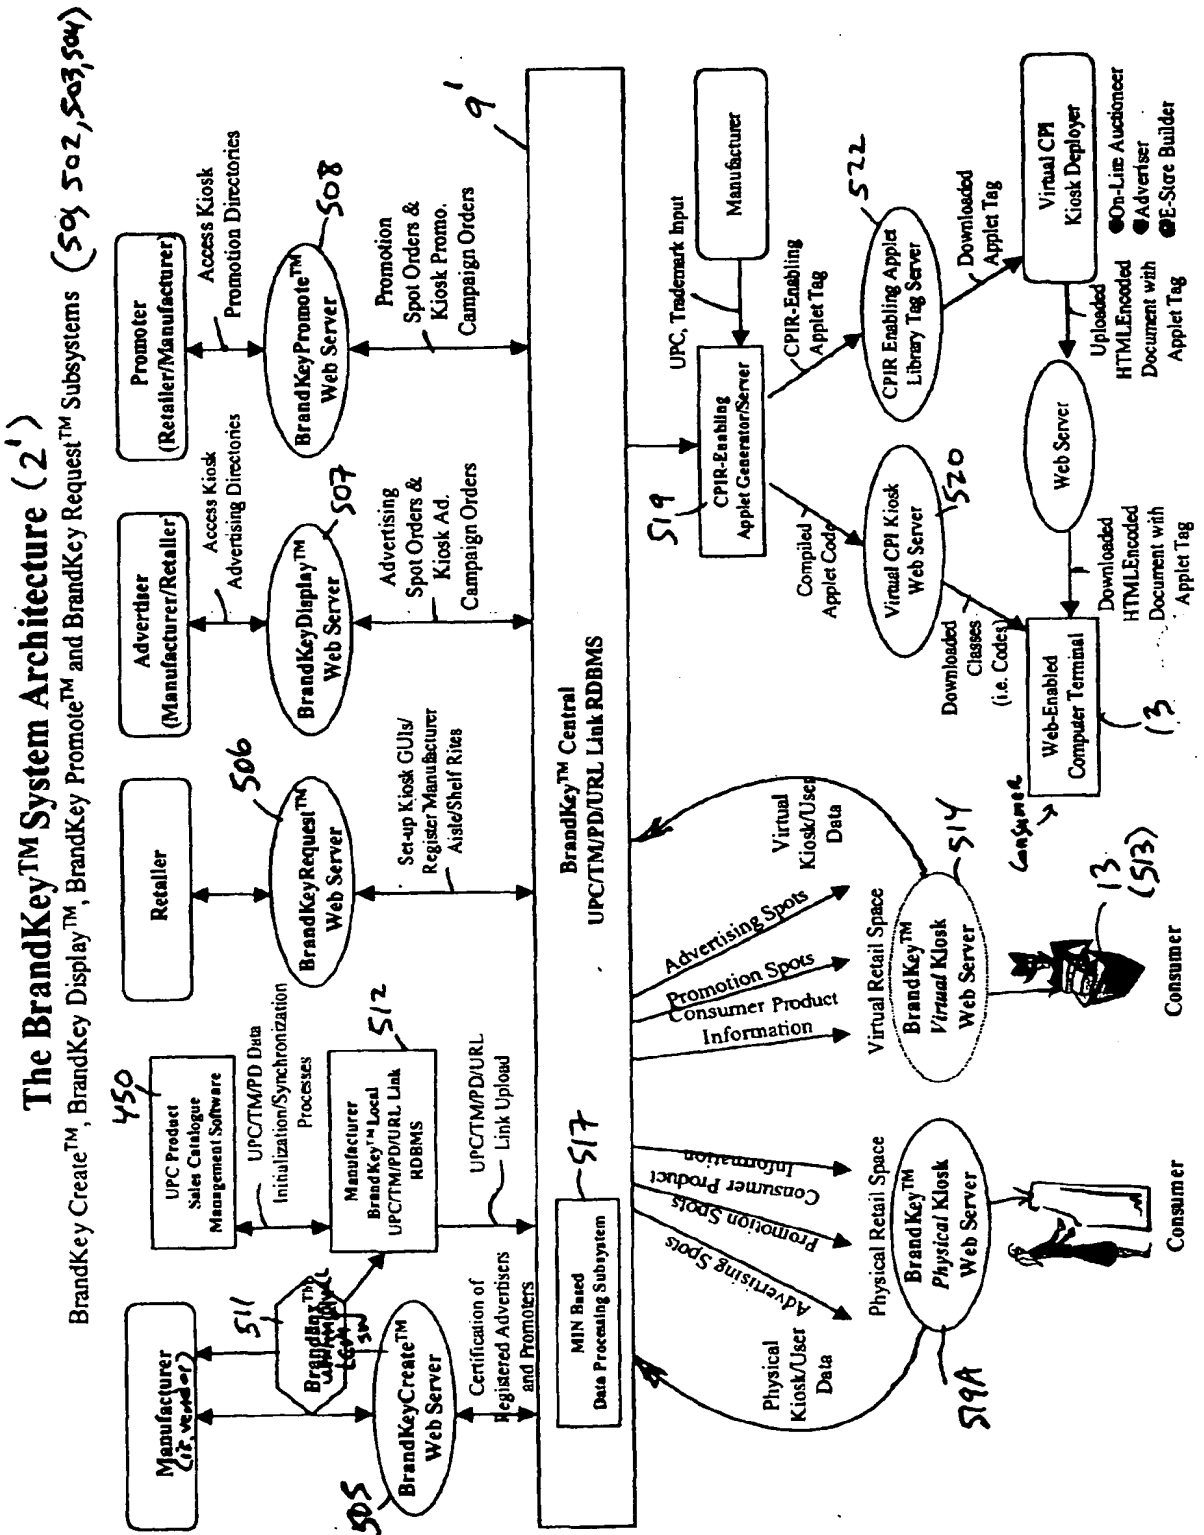 The BrandKey™ System Architecture (2')
BrandKey Create™, BrandKey Display™, BrandKey Promote™ and BrandKey Request™ Subsystems (501, 502, 503, 504)
Manufacturer
(i.e. vendor)
511
505
BrandKeyCreate™
Web Server
Certification of
Registered Advertisers
and Promoters
450
UPC Product
Sales Catalogue
Management Software
UPC/TM/PD Data
Initialization/Synchronization
Processes
512
Manufacturer
BrandKey™ Local
UPC/TM/PD/URL Link
RDBMS
UPC/TM/PD/URL
Link Upload
Retailer
506
BrandKeyRequest™
Web Server
Set-up Kiosk GUIs/
Register Manufacturer
Aisle/Shelf Rites
Advertiser
(Manufacturer/Retailer)
Access Kiosk
Advertising Directories
507
BrandKeyDisplay™
Web Server
Advertising
Spot Orders &
Kiosk Ad.
Campaign Orders
Promoter
(Retailer/Manufacturer)
Access Kiosk
Promotion Directories
508
BrandKeyPromote™
Web Server
Promotion
Spot Orders &
Kiosk Promo.
Campaign Orders
9'
BrandKey™ Central
UPC/TM/PD/URL Link RDBMS
MIN Based
Data Processing Subsystem
517
Physical
Kiosk/User
Data
Advertising Spots
Promotion Spots
Consumer Product
Information
Physical Retail Space
BrandKey™
Physical Kiosk
Web Server
519A
Consumer
Advertising Spots
Promotion Spots
Consumer Product
Information
Virtual
Kiosk/User
Data
Virtual Retail Space
BrandKey™
Virtual Kiosk
Web Server
514
13
(513)
Consumer
519
CPIR-Enabling
Applet Generator/Server
UPC, Trademark Input
Manufacturer
Compiled
Applet Code
CPIR-Enabling
Applet Tag
Virtual CPI Kiosk
Web Server
520
CPIR Enabling Applet
Library Tag Server
522
Downloaded
Classes
(i.e. Codes)
Downloaded
Applet Tag
Consumer
Web-Enabled
Computer Terminal
13
Web Server
Virtual CPI
Kiosk Deployer
Downloaded
HTMLEncoded
Document with
Applet Tag
Uploaded
HTMLEncoded
Document with
Applet Tag
●On-Line Auctioneer
●Advertiser
●E-Store Builder